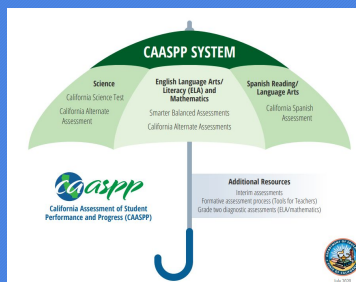 CAASPP SYSTEM
Science
California Science Test
California Alternate
Assessment
English Language Arts/
Literacy (ELA) and
Mathematics
Smarter Balanced Assessments
California Alternate Assessments
Spanish Reading/
Language Arts
California Spanish
Assessment
caaspp
California Assessment of Student
Performance and Progress (CAASPP)
Additional Resources
Interim assessments
Formative assessment process (Tools for Teachers)
Grade two diagnostic assessments (ELA/mathematics)